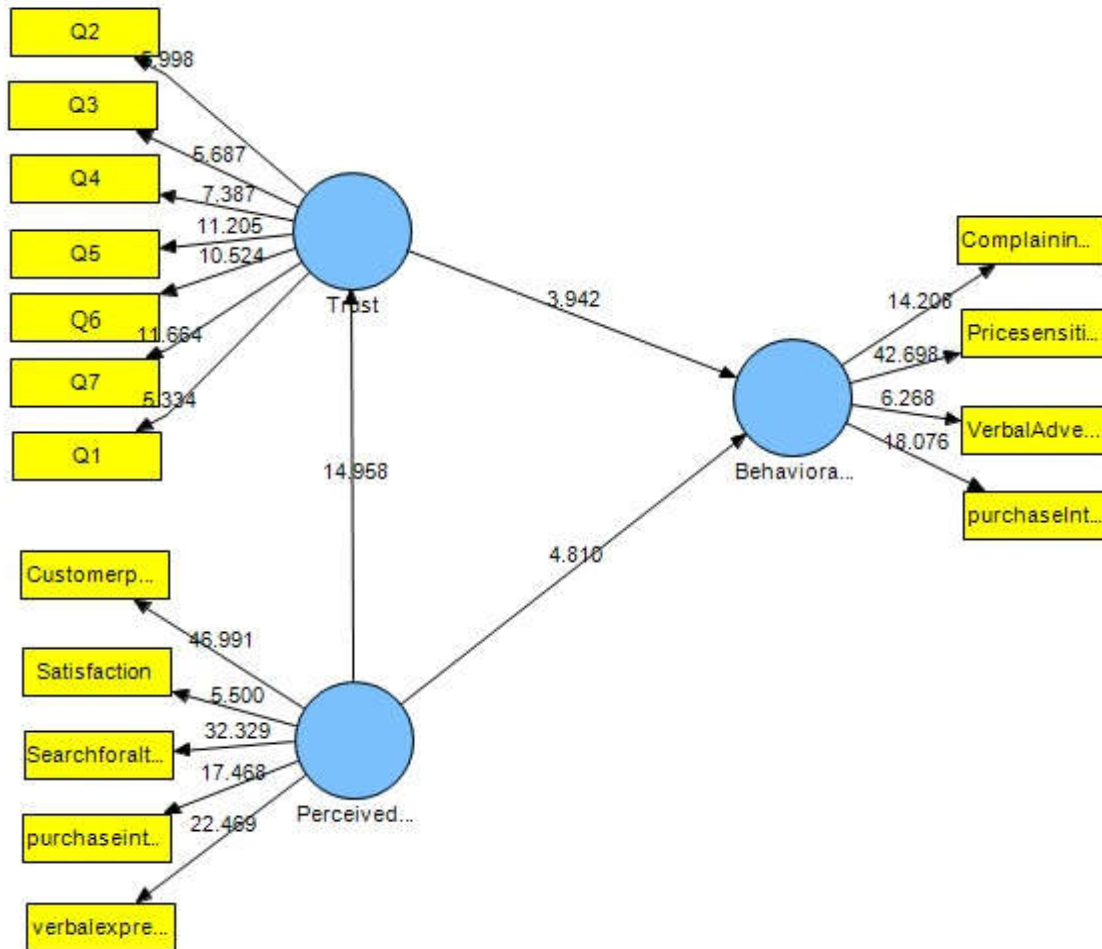 Q2
5.998
Q3
5.687
Q4
7.387
Q5
11.205
Q6
10.524
Q7
11.664
Q1
5.334
Trust
3.942
14.958
4.810
Behaviora...
Complainin...
14.206
Pricesensiti...
42.698
VerbalAdve...
6.268
purchaseInt...
18.076
Customerp...
46.991
Satisfaction
5.500
Searchforalt...
32.329
purchaseint...
17.468
verbalexpre...
22.469
Perceived...